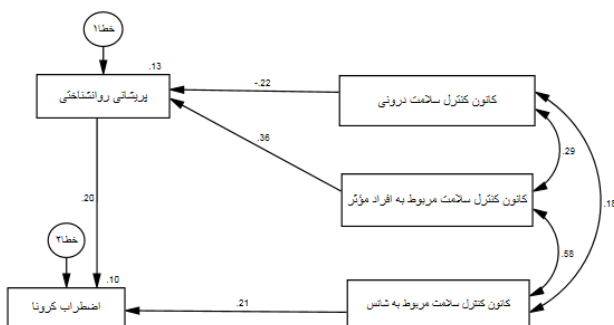 خطا۱
.13
پریشانی روانشناختی
-.22
کانون کنترل سلامت درونی
.36
.29
کانون کنترل سلامت مربوط به افراد مؤثر
.18
.20
خطا۲
.58
.10
اضطراب کرونا
.21
کانون کنترل سلامت مربوط به شانس